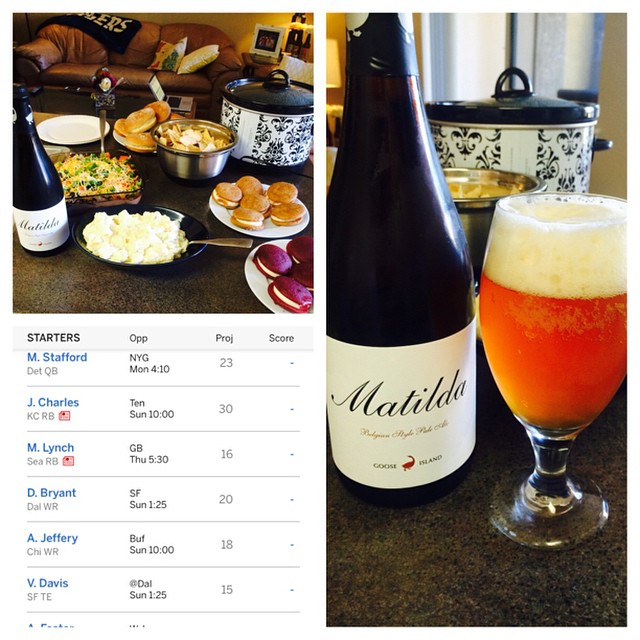 Matilda
STARTERS Opp Proj Score
M. Stafford NYG 23 -
Det QB Mon 4:10
J. Charles Ten 30 -
KC RB Sun 10:00
M. Lynch GB 16 -
Sea RB Thu 5:30
D. Bryant SF 20 -
Dal WR Sun 1:25
A. Jeffery Buf 18 -
Chi WR Sun 10:00
V. Davis @Dal 15 -
SF TE Sun 1:25
Matilda
Belgian Style Pale Ale
GOOSE ISLAND